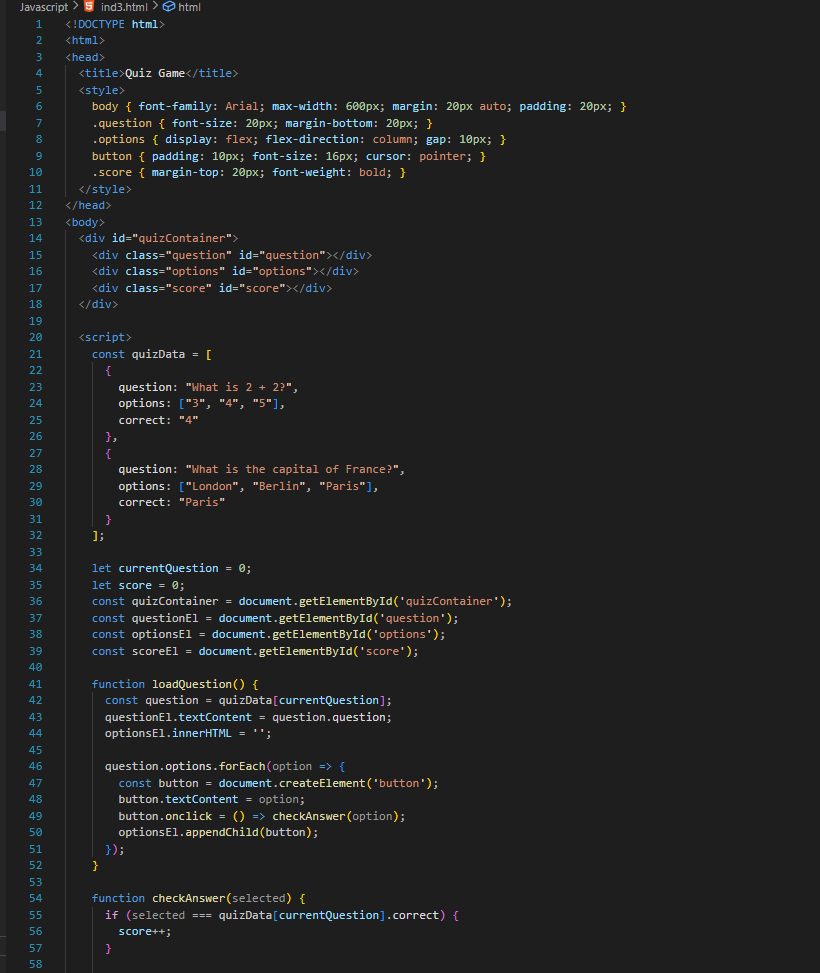 Javascript > ind3.html > html
1 <!DOCTYPE html>
2 <html>
3 <head>
4 <title>Quiz Game</title>
5 <style>
6 body { font-family: Arial; max-width: 600px; margin: 20px auto; padding: 20px; }
7 .question { font-size: 20px; margin-bottom: 20px; }
8 .options { display: flex; flex-direction: column; gap: 10px; }
9 button { padding: 10px; font-size: 16px; cursor: pointer; }
10 .score { margin-top: 20px; font-weight: bold; }
11 </style>
12 </head>
13 <body>
14 <div id="quizContainer">
15 <div class="question" id="question"></div>
16 <div class="options" id="options"></div>
17 <div class="score" id="score"></div>
18 </div>
19
20 <script>
21 const quizData = [
22 {
23 question: "What is 2 + 2?",
24 options: ["3", "4", "5"],
25 correct: "4"
26 },
27 {
28 question: "What is the capital of France?",
29 options: ["London", "Berlin", "Paris"],
30 correct: "Paris"
31 }
32 ];
33
34 let currentQuestion = 0;
35 let score = 0;
36 const quizContainer = document.getElementById('quizContainer');
37 const questionEl = document.getElementById('question');
38 const optionsEl = document.getElementById('options');
39 const scoreEl = document.getElementById('score');
40
41 function loadQuestion() {
42 const question = quizData[currentQuestion];
43 questionEl.textContent = question.question;
44 optionsEl.innerHTML = '';
45
46 question.options.forEach(option => {
47 const button = document.createElement('button');
48 button.textContent = option;
49 button.onclick = () => checkAnswer(option);
50 optionsEl.appendChild(button);
51 });
52 }
53
54 function checkAnswer(selected) {
55 if (selected === quizData[currentQuestion].correct) {
56 score++;
57 }
58